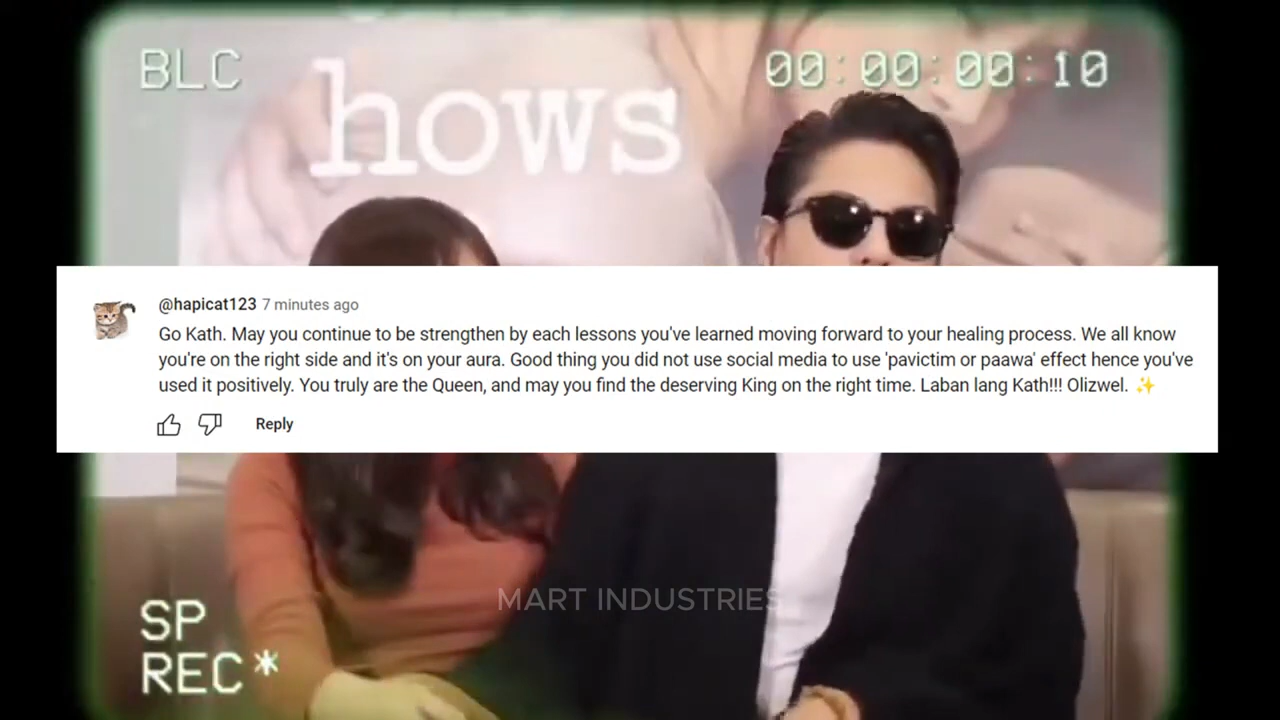 BLC
00:00:00:10
hows
@hapicat123 7 minutes ago
Go Kath. May you continue to be strengthen by each lessons you've learned moving forward to your healing process. We all know
you're on the right side and it's on your aura. Good thing you did not use social media to use 'pavictim or paawa' effect hence you've
used it positively. You truly are the Queen, and may you find the deserving King on the right time. Laban lang Kath!!! Olizwel. ✨
Reply
MART INDUSTRIES
SP
REC*